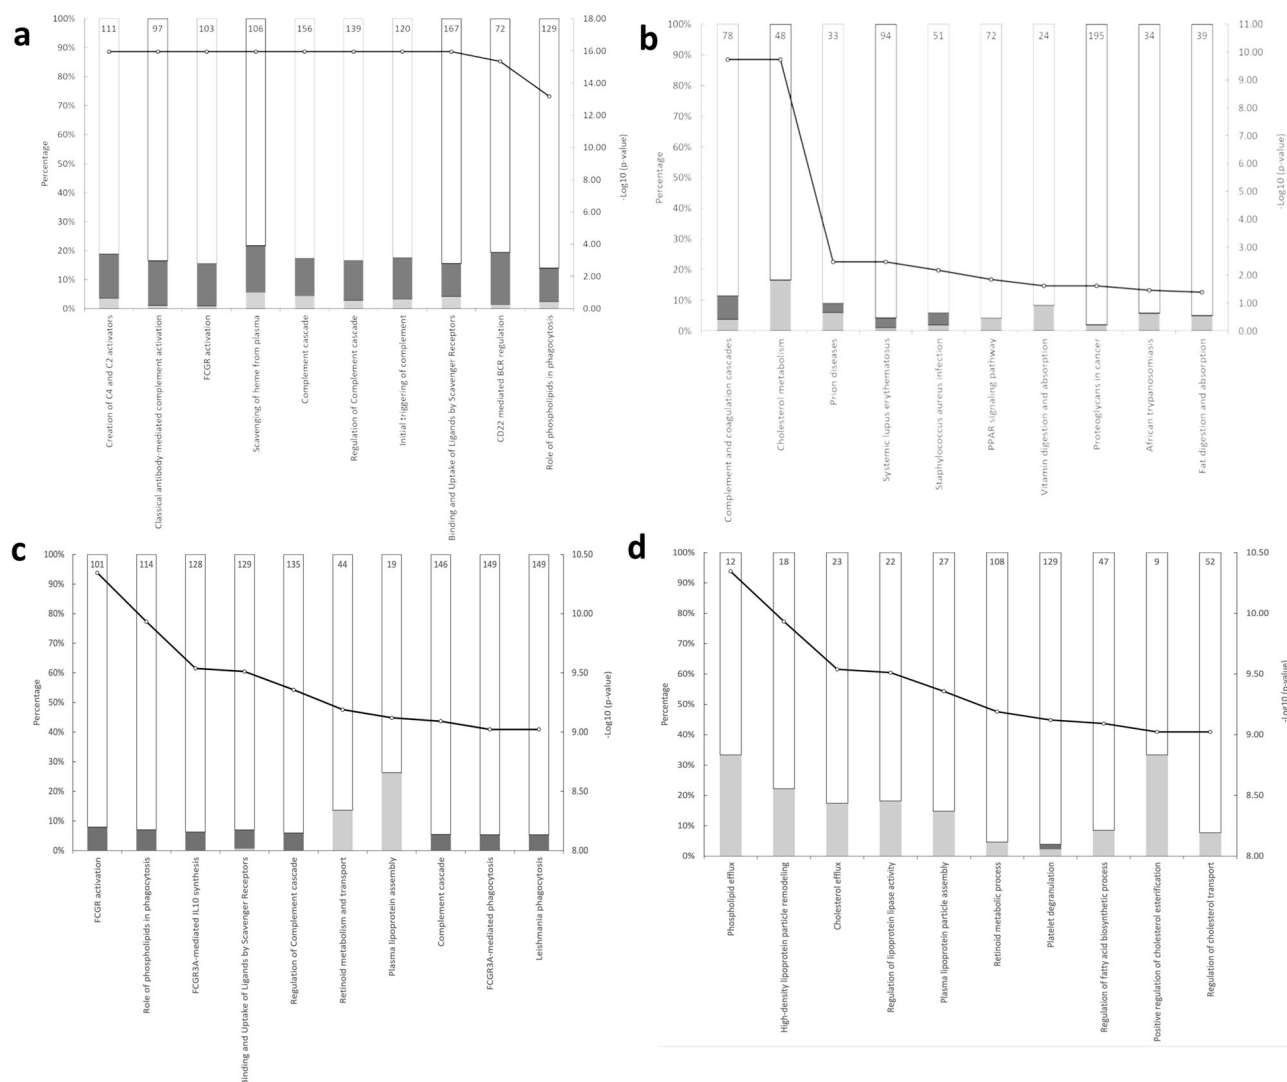 a
111 97 103 106 156 139 120 167 72 129
100%
90%
80%
70%
60%
50%
40%
30%
20%
10%
0%
Percentage
18.00
16.00
14.00
12.00
10.00
8.00
6.00
4.00
2.00
0.00
-Log10 (p-value)
Creation of C4 and C2 activators
Classical antibody-mediated complement activation
FCGR activation
Scavenging of heme from plasma
Complement cascade
Regulation of Complement cascade
Initial triggering of complement
Binding and Uptake of Ligands by Scavenger Receptors
CD22 mediated BCR regulation
Role of phospholipids in phagocytosis
b
78 48 33 94 51 72 24 195 34 39
100%
90%
80%
70%
60%
50%
40%
30%
20%
10%
0%
Percentage
11.00
10.00
9.00
8.00
7.00
6.00
5.00
4.00
3.00
2.00
1.00
0.00
-Log10 (p-value)
Complement and coagulation cascades
Cholesterol metabolism
Prion diseases
Systemic lupus erythematosus
Staphylococcus aureus infection
PPAR signaling pathway
Vitamin digestion and absorption
Proteoglycans in cancer
African trypanosomiasis
Fat digestion and absorption
c
101 114 128 129 135 44 19 146 149 149
100%
90%
80%
70%
60%
50%
40%
30%
20%
10%
0%
Percentage
10.50
10.00
9.50
9.00
8.50
8.00
-Log10 (p-value)
FCGR activation
Role of phospholipids in phagocytosis
FCGR3A-mediated IL10 synthesis
Binding and Uptake of Ligands by Scavenger Receptors
Regulation of Complement cascade
Retinoid metabolism and transport
Plasma lipoprotein assembly
Complement cascade
FCGR3A-mediated phagocytosis
Leishmania phagocytosis
d
12 18 23 22 27 108 129 47 9 52
100%
90%
80%
70%
60%
50%
40%
30%
20%
10%
0%
Percentage
10.50
10.00
9.50
9.00
8.50
8.00
-Log10 (p-value)
Phospholipid efflux
High-density lipoprotein particle remodeling
Cholesterol efflux
Regulation of lipoprotein lipase activity
Plasma lipoprotein particle assembly
Retinoid metabolic process
Platelet degranulation
Regulation of fatty acid biosynthetic process
Positive regulation of cholesterol esterification
Regulation of cholesterol transport